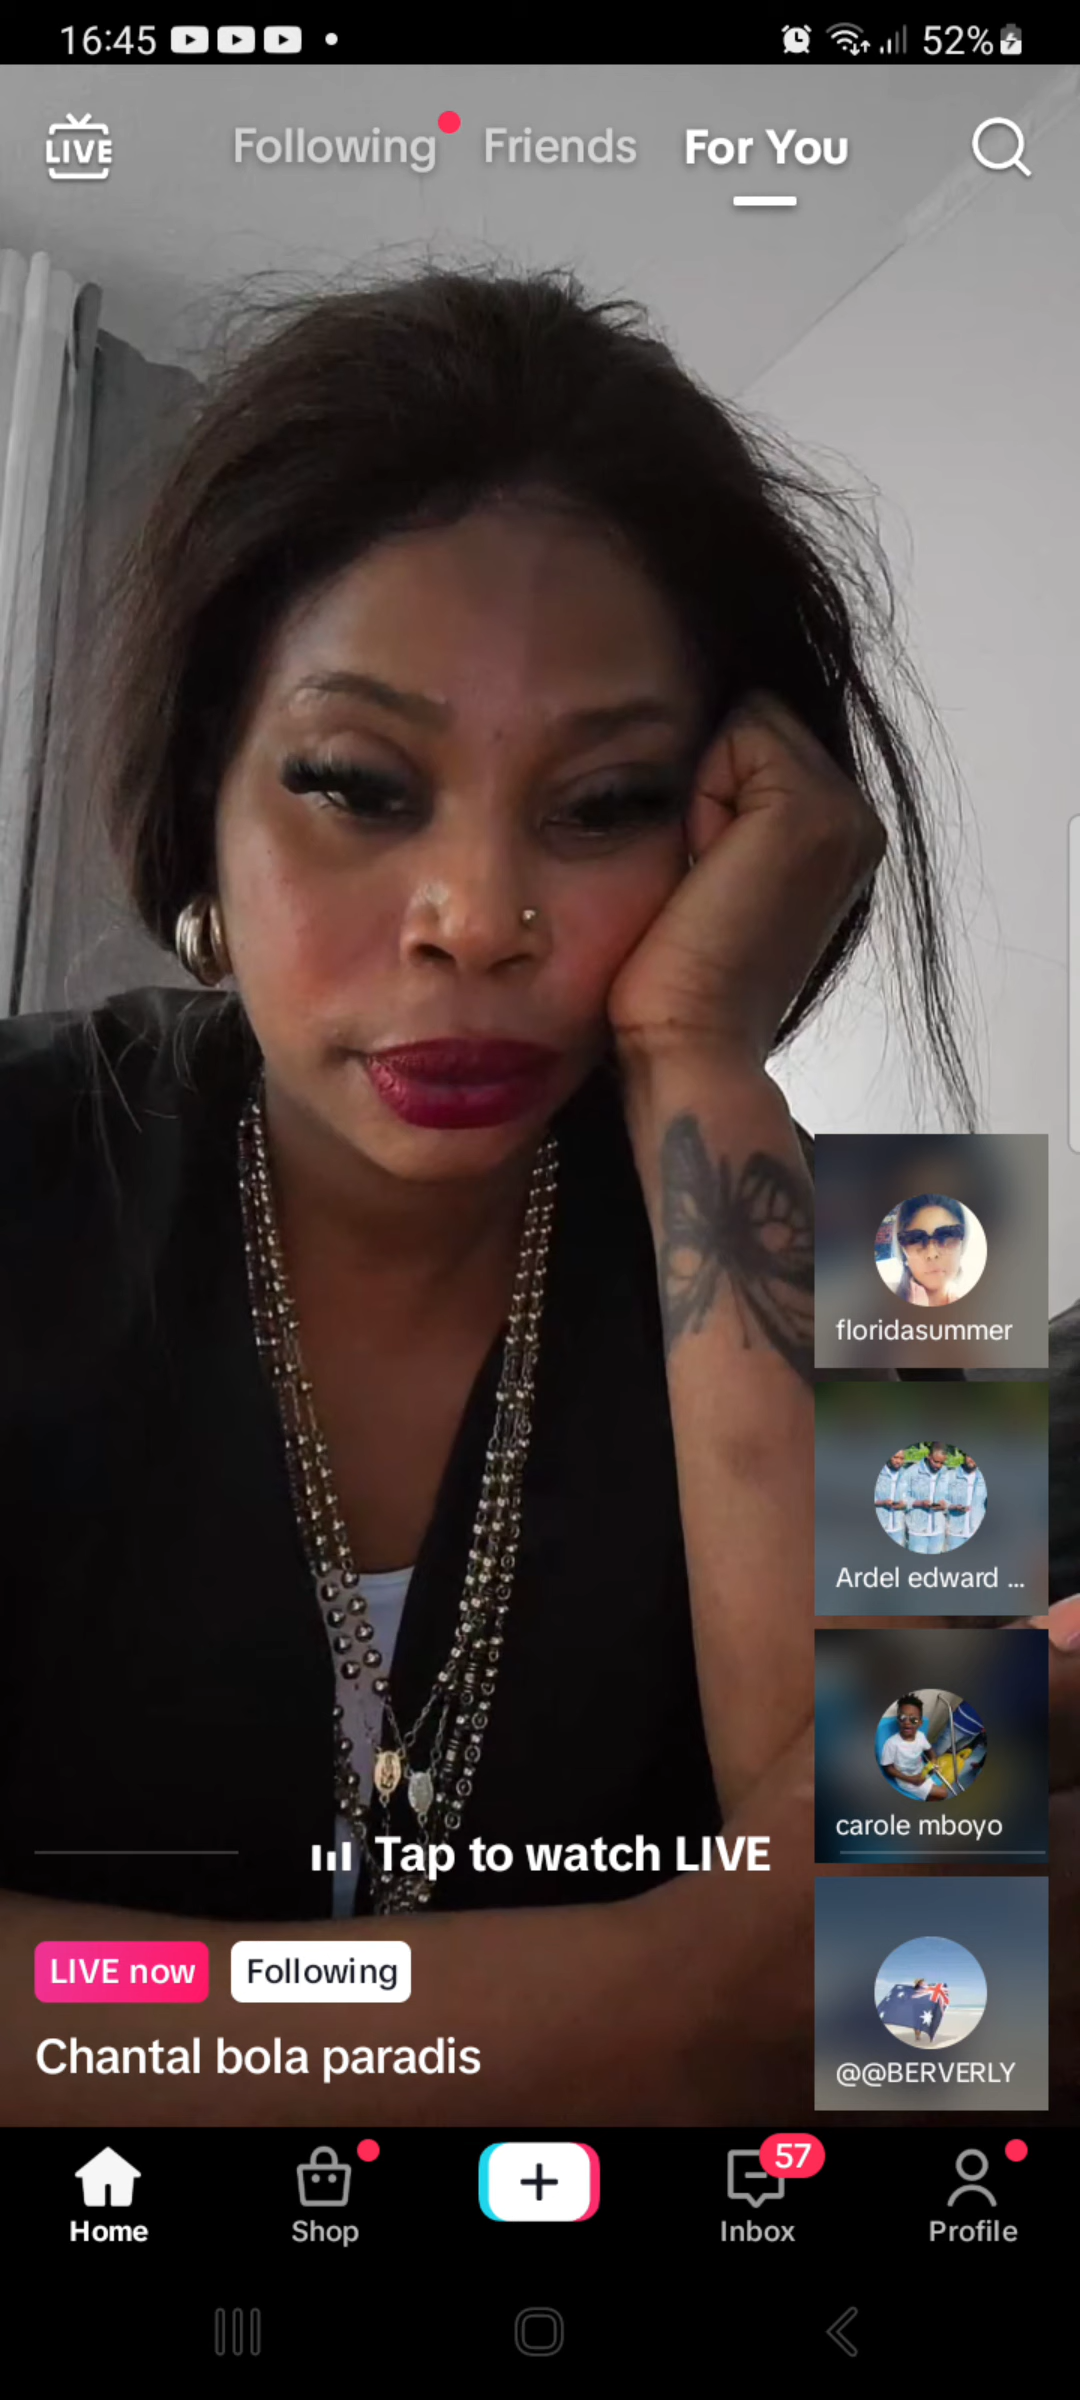 16:45
52%
LIVE
Following
Friends
For You
floridasummer
Ardel edward ...
carole mboyo
Tap to watch LIVE
LIVE now
Following
@@BERVERLY
Chantal bola paradis
57
Home
Shop
Inbox
Profile